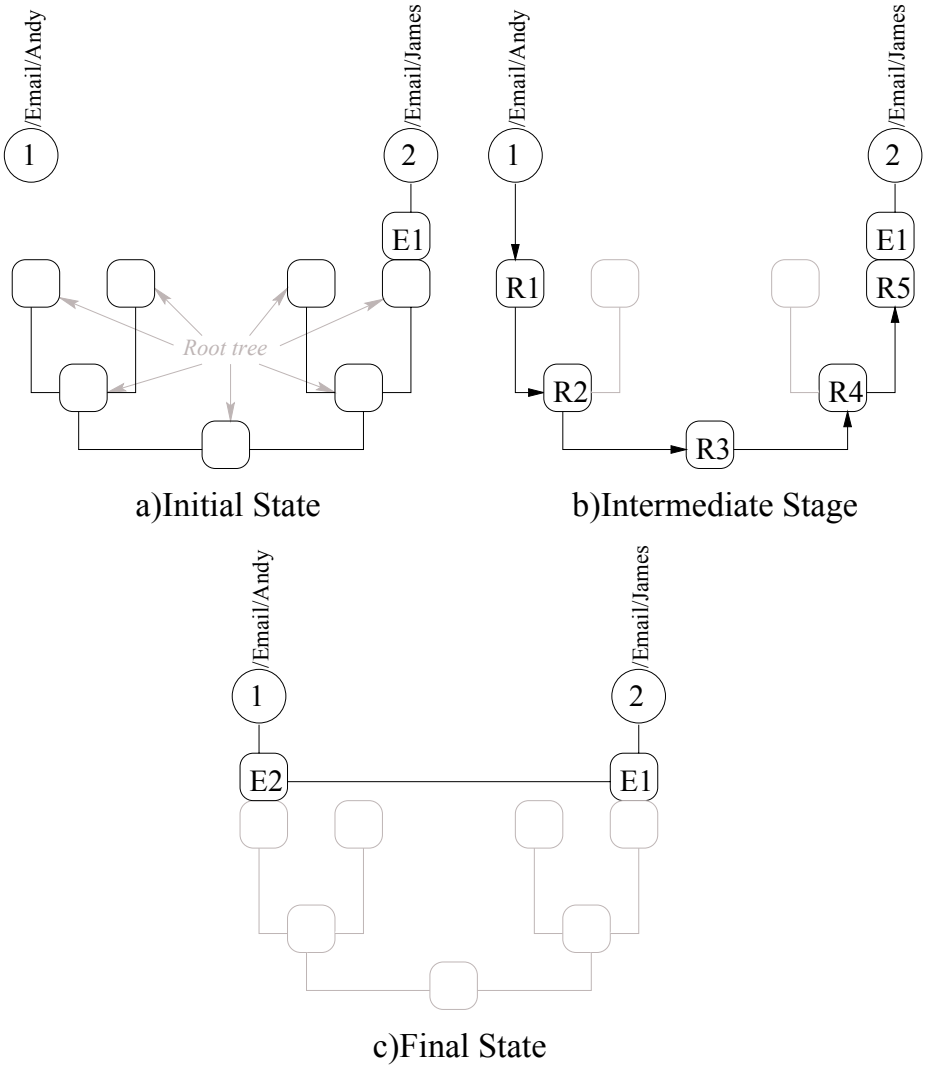 /Email/Andy
/Email/James
1
2
E1
Root tree
a)Initial State
/Email/Andy
/Email/James
1
2
E1
R1
R5
R2
R4
R3
b)Intermediate Stage
/Email/Andy
/Email/James
1
2
E2
E1
c)Final State